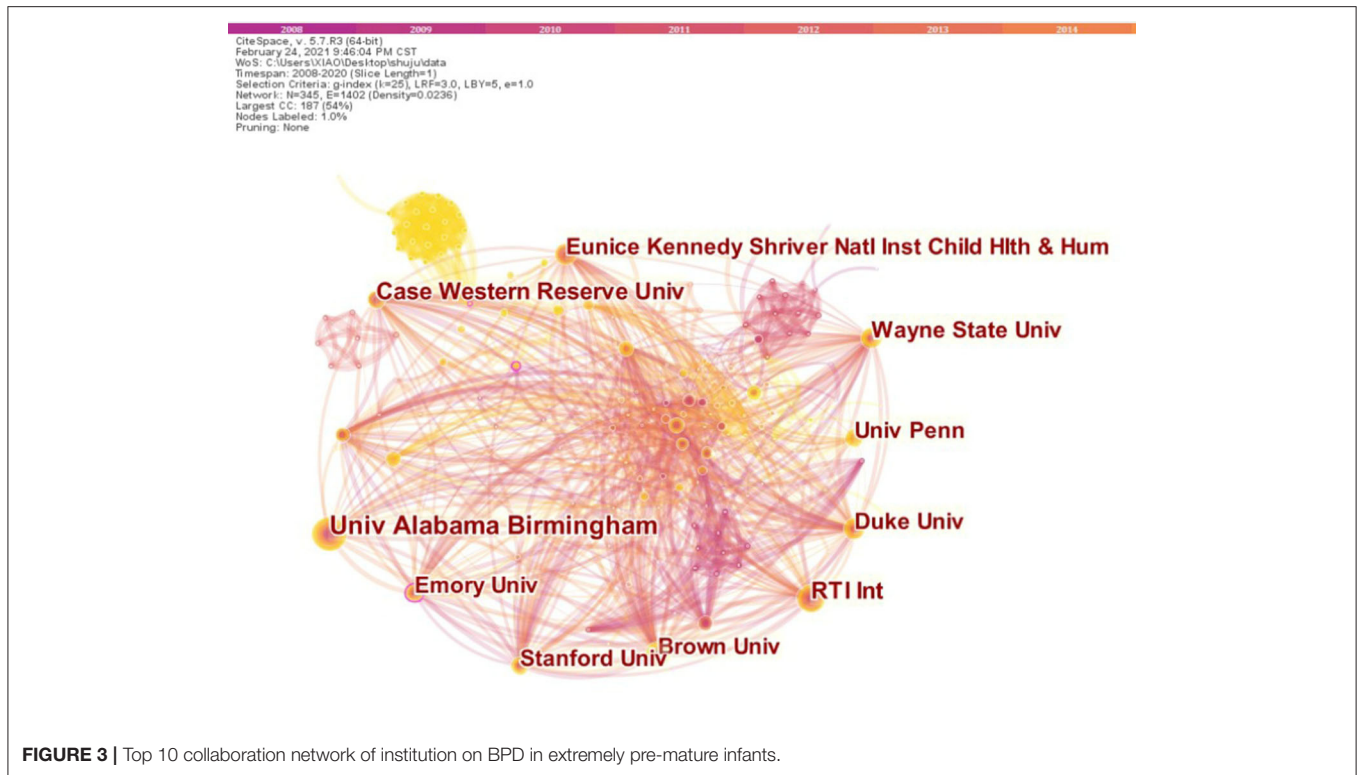 2008 2009 2010 2011 2012 2013 2014
CiteSpace, v. 5.7.R3 (64-bit)
February 24, 2021 9:46:04 PM CST
WoS: C:\Users\XIAO\Desktop\shuju\data
Timespan: 2008-2020 (Slice Length=1)
Selection Criteria: g-index (k=25), LRF=3.0, LBY=5, e=1.0
Network: N=345, E=1402 (Density=0.0236)
Largest CC: 187 (54%)
Nodes Labeled: 1.0%
Pruning: None
Eunice Kennedy Shriver Natl Inst Child Hlth & Hum
Case Western Reserve Univ
Wayne State Univ
Univ Penn
Univ Alabama Birmingham
Duke Univ
Emory Univ
RTI Int
Brown Univ
Stanford Univ
FIGURE 3 | Top 10 collaboration network of institution on BPD in extremely pre-mature infants.